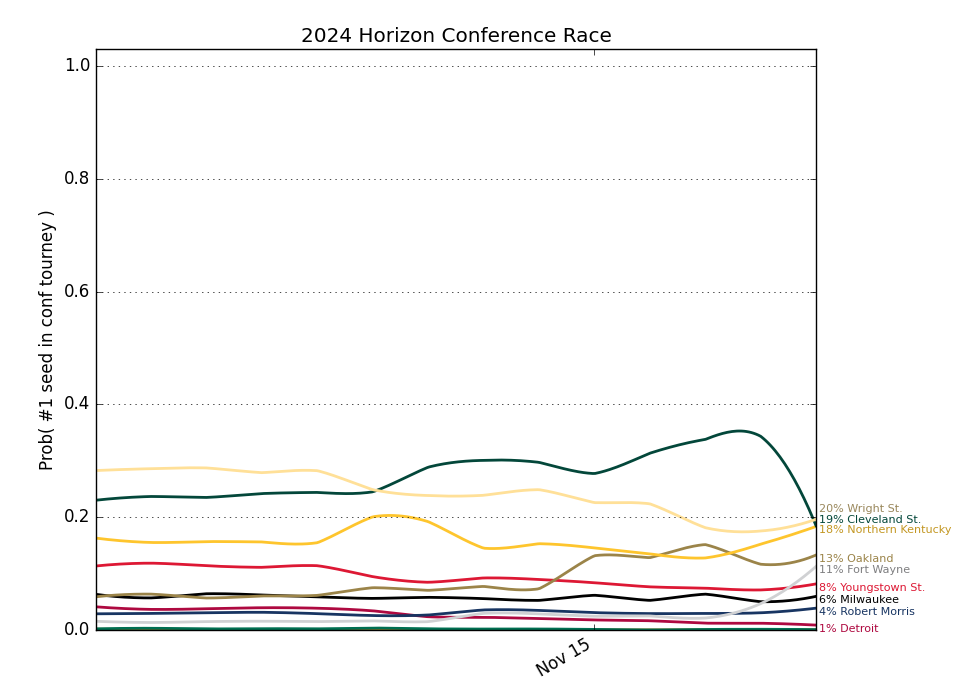 2024 Horizon Conference Race
Prob( #1 seed in conf tourney )
1.0
0.8
0.6
0.4
0.2
0.0
Nov 15
20% Wright St.
19% Cleveland St.
18% Northern Kentucky
13% Oakland
11% Fort Wayne
8% Youngstown St.
6% Milwaukee
4% Robert Morris
1% Detroit